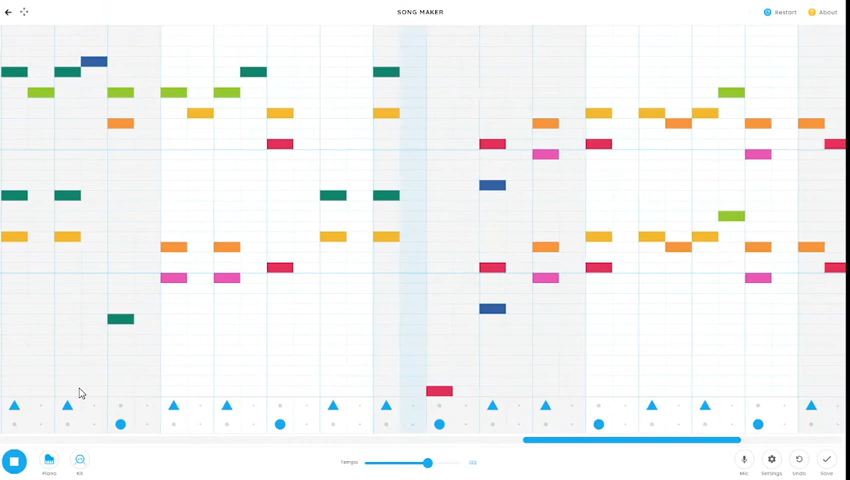 SONG MAKER
Restart
About
Piano
Kit
Tempo
Mic
Settings
Undo
Save